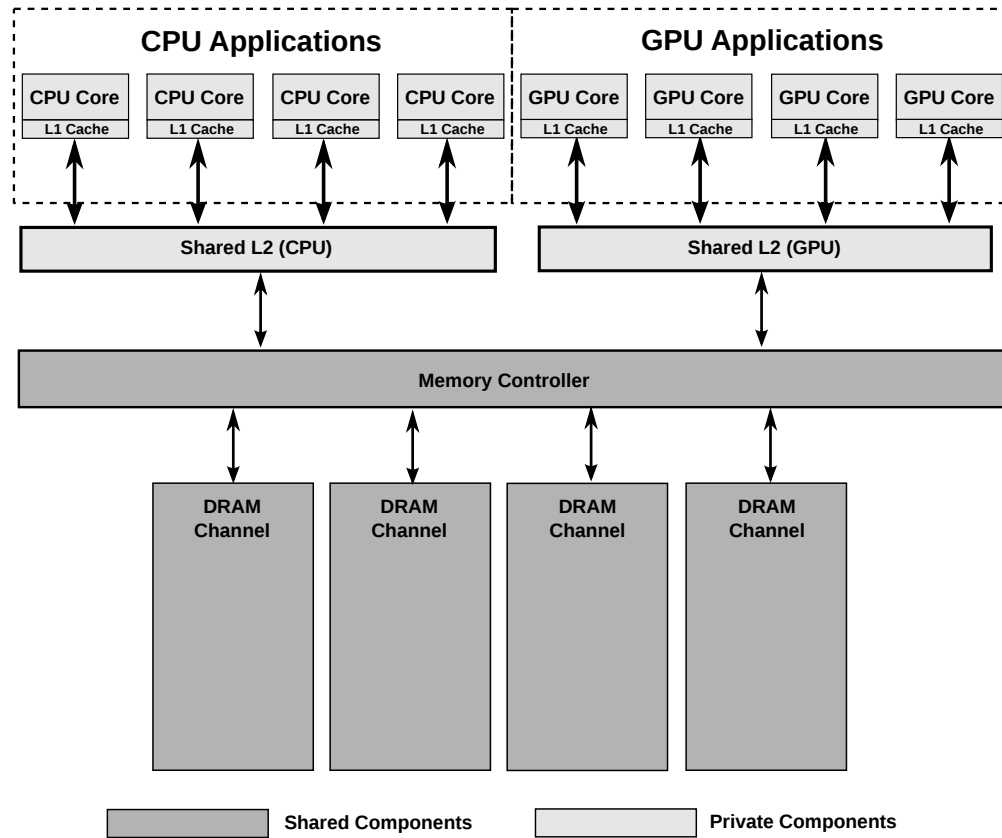 CPU Applications
GPU Applications
CPU Core
CPU Core
CPU Core
CPU Core
GPU Core
GPU Core
GPU Core
GPU Core
L1 Cache
L1 Cache
L1 Cache
L1 Cache
L1 Cache
L1 Cache
L1 Cache
L1 Cache
Shared L2 (CPU)
Shared L2 (GPU)
Memory Controller
DRAM
Channel
DRAM
Channel
DRAM
Channel
DRAM
Channel
Shared Components
Private Components